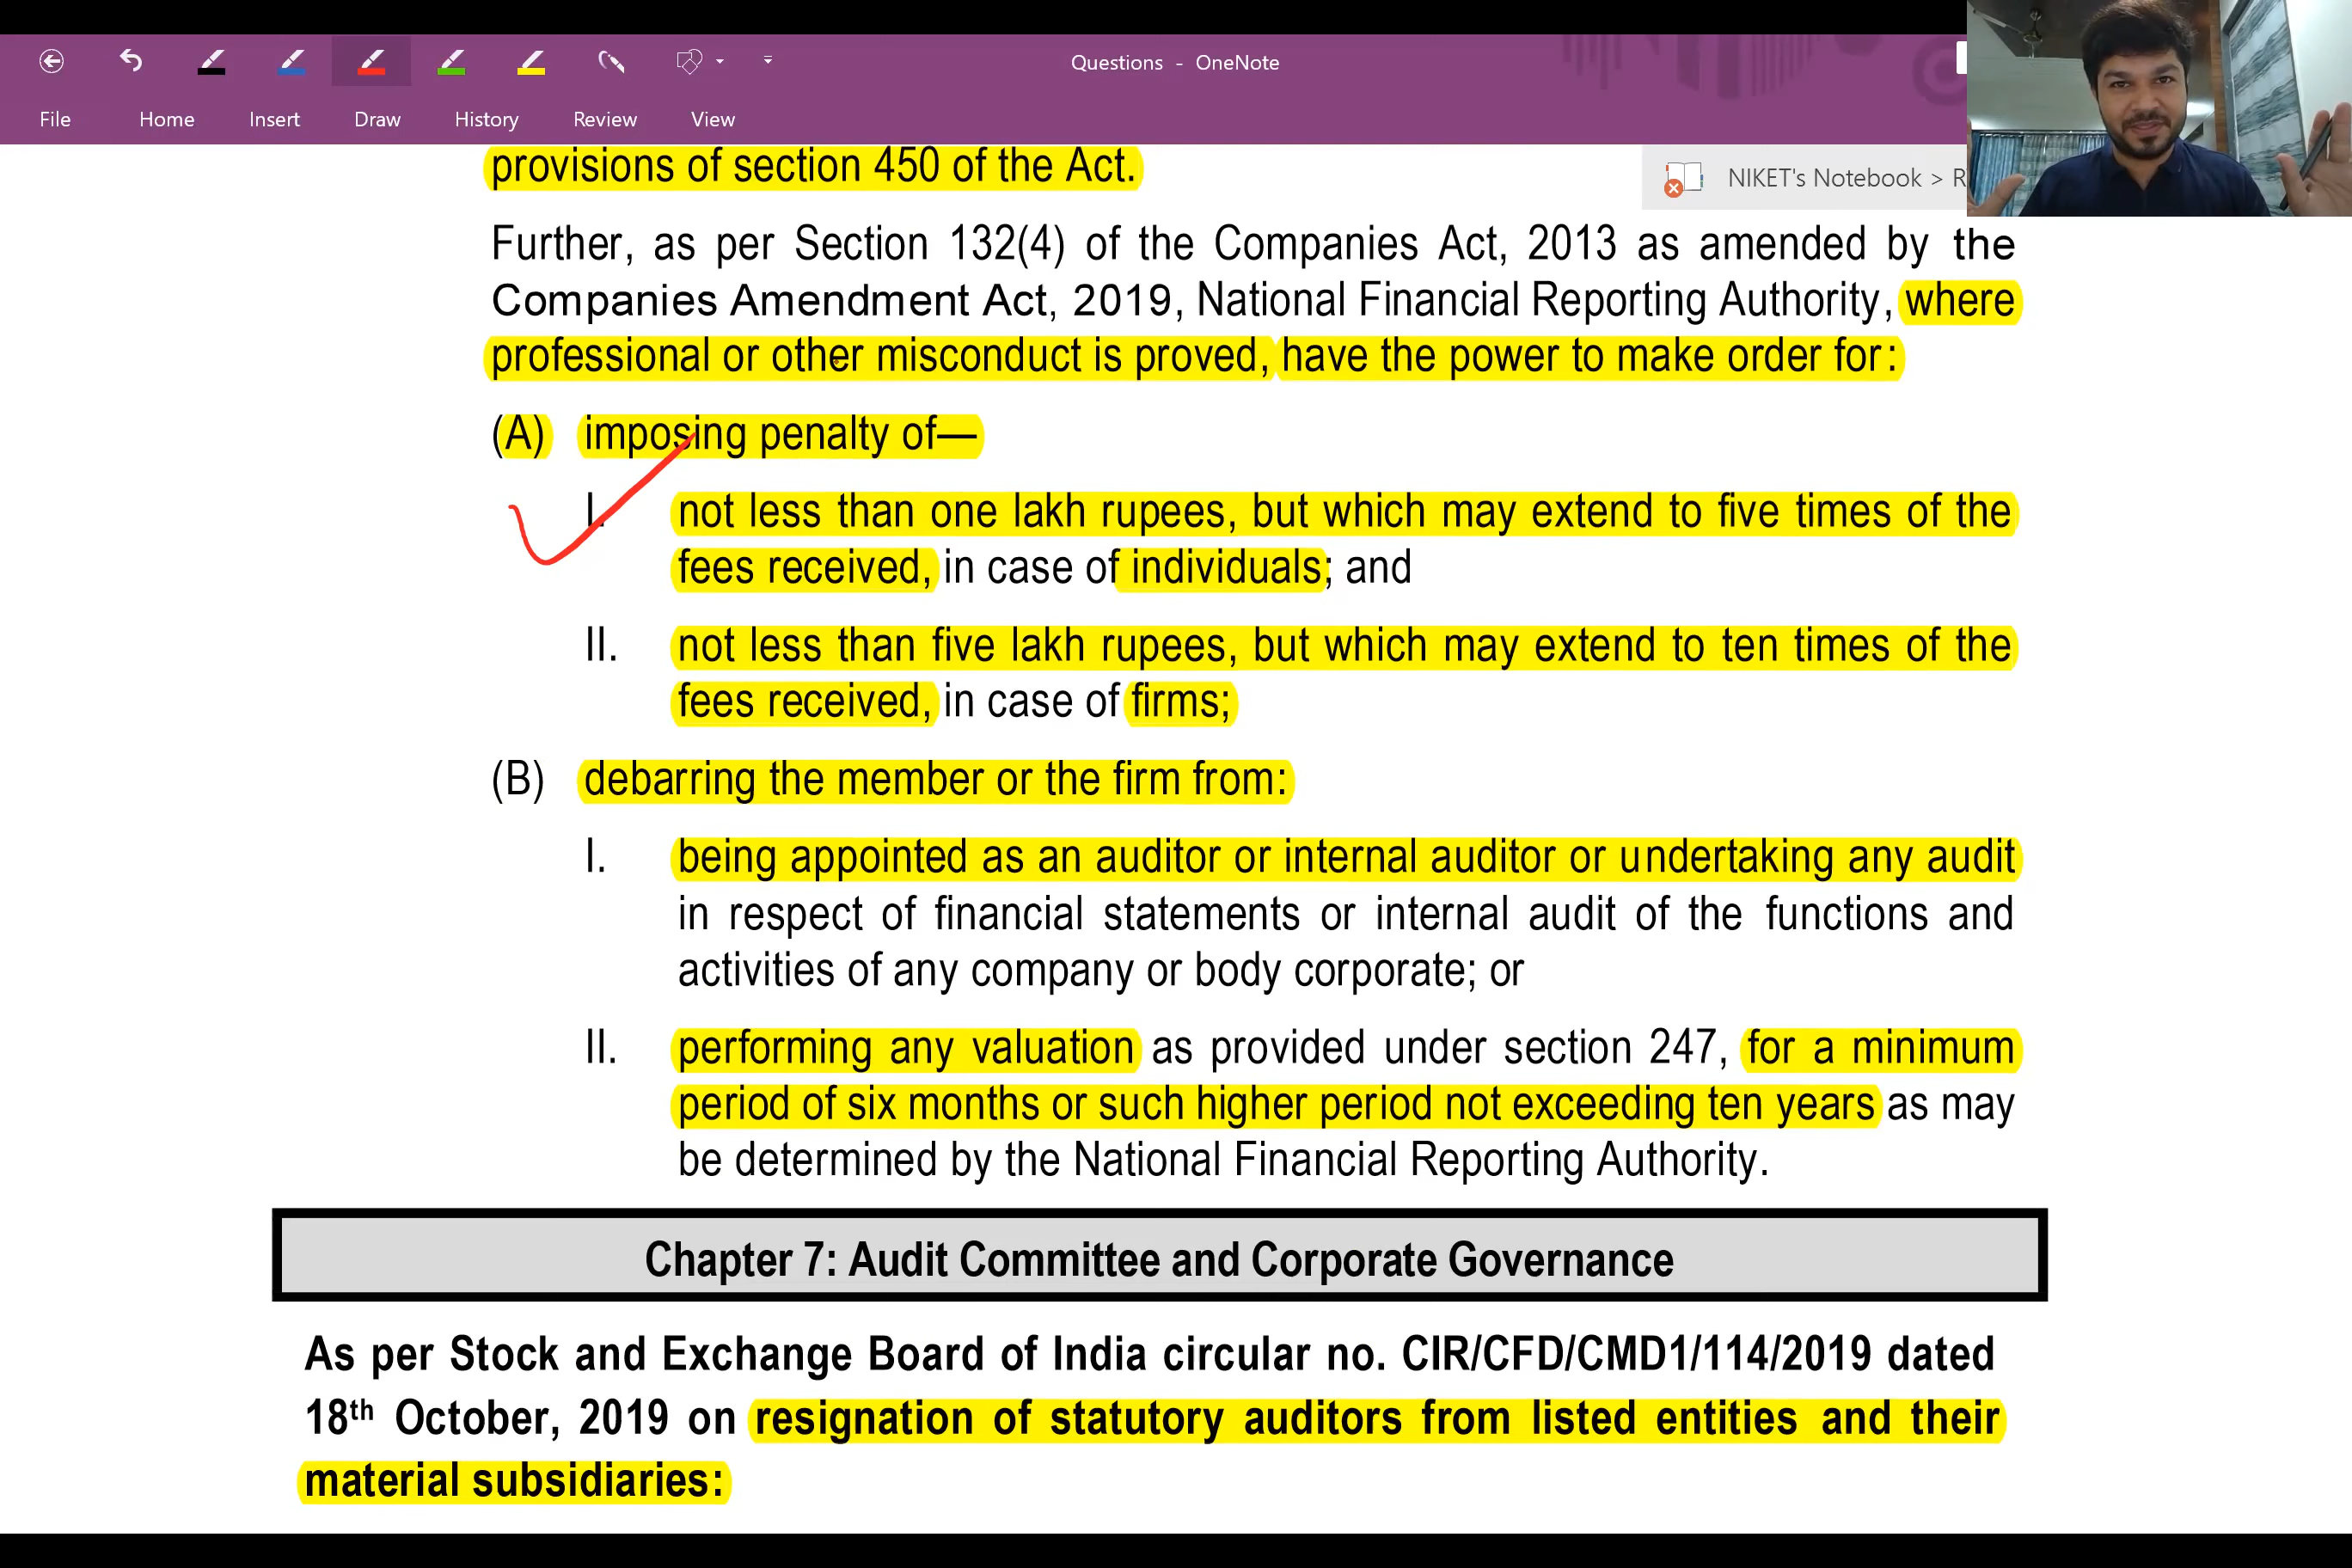 Questions - OneNote
File Home Insert Draw History Review View
NIKET's Notebook > R
provisions of section 450 of the Act.
Further, as per Section 132(4) of the Companies Act, 2013 as amended by the
Companies Amendment Act, 2019, National Financial Reporting Authority, where
professional or other misconduct is proved, have the power to make order for:
(A) imposing penalty of—
I. not less than one lakh rupees, but which may extend to five times of the
fees received, in case of individuals; and
II. not less than five lakh rupees, but which may extend to ten times of the
fees received, in case of firms;
(B) debarring the member or the firm from:
I. being appointed as an auditor or internal auditor or undertaking any audit
in respect of financial statements or internal audit of the functions and
activities of any company or body corporate; or
II. performing any valuation as provided under section 247, for a minimum
period of six months or such higher period not exceeding ten years as may
be determined by the National Financial Reporting Authority.
Chapter 7: Audit Committee and Corporate Governance
As per Stock and Exchange Board of India circular no. CIR/CFD/CMD1/114/2019 dated
18th October, 2019 on resignation of statutory auditors from listed entities and their
material subsidiaries: